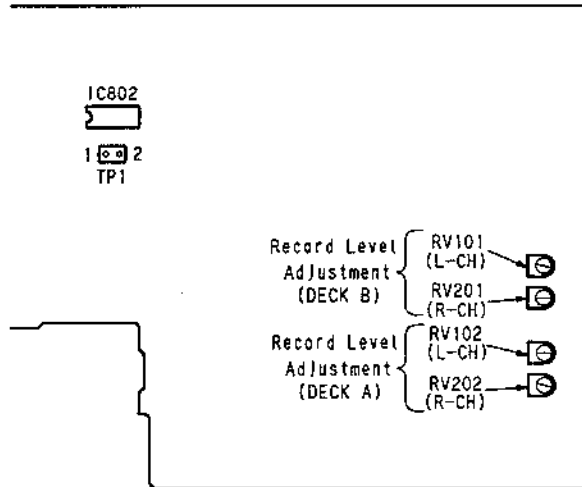 IC802
1 2
TP1
Record Level
Adjustment
(DECK B)
RV101
(L-CH)
RV201
(R-CH)
Record Level
Adjustment
(DECK A)
RV102
(L-CH)
RV202
(R-CH)